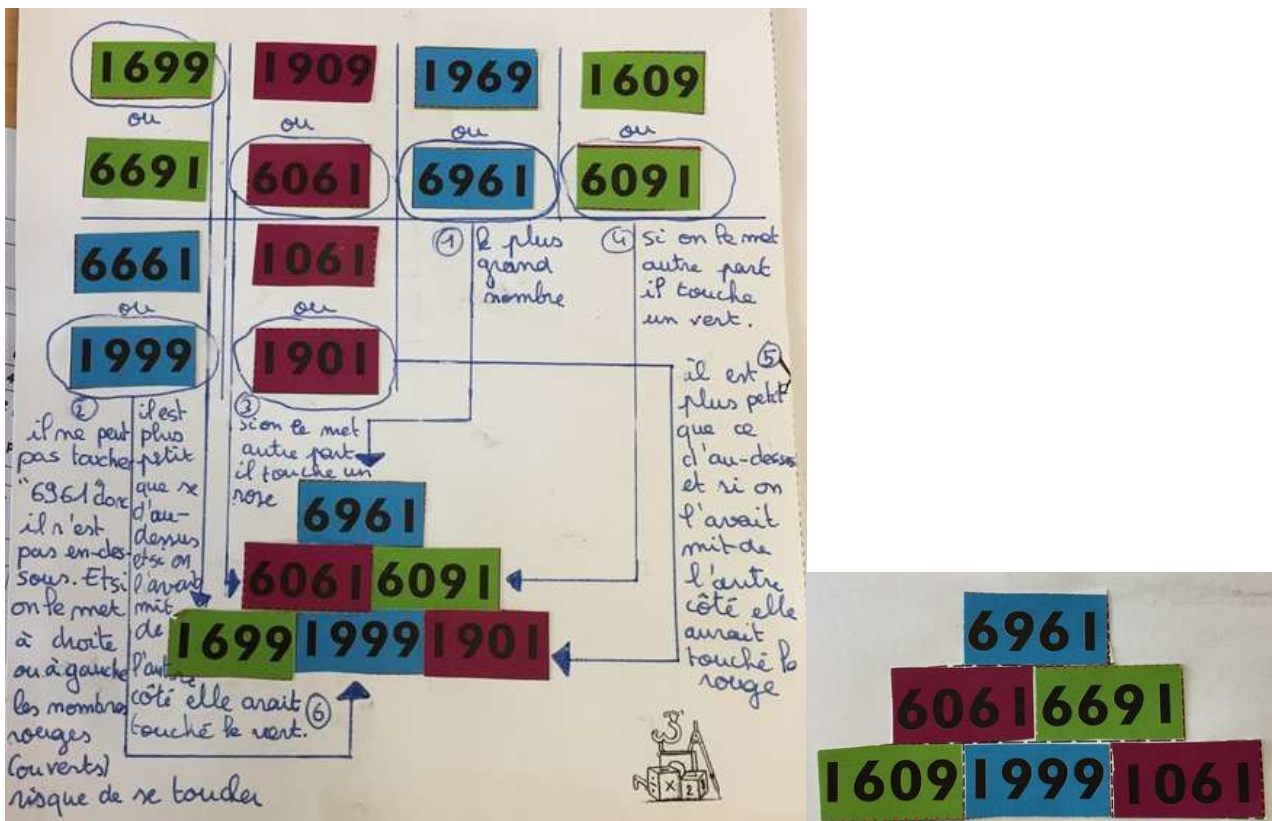 1699 1909 1969 1609
ou ou ou ou
6691 6061 6961 6091
6661 1061
ou ou
1999 1901
① le plus
grand
nombre
④ si on le met
autre part
il touche
un vert.
②
il ne peut
pas toucher
"6961" donc
il n'est
pas en-des-
sous. Et si
on le met
à droite
ou à gauche
les nombres
rouges
(ou verts)
risque de se toucher
il est
plus
petit
que se
d'au-
dessus
et si on
l'avait
mit
de
l'autre
côté elle avait ⑥
touché le vert.
③
si on le met
autre part
il touche un
rose
⑤
il est
plus petit
que ce
d'au-dessus
et si on
l'avait
mit de
l'autre
côté elle
aurait
touché le
rouge
6961
6061 6091
1699 1999 1901
x 2
6961
6061 6691
1609 1999 1061